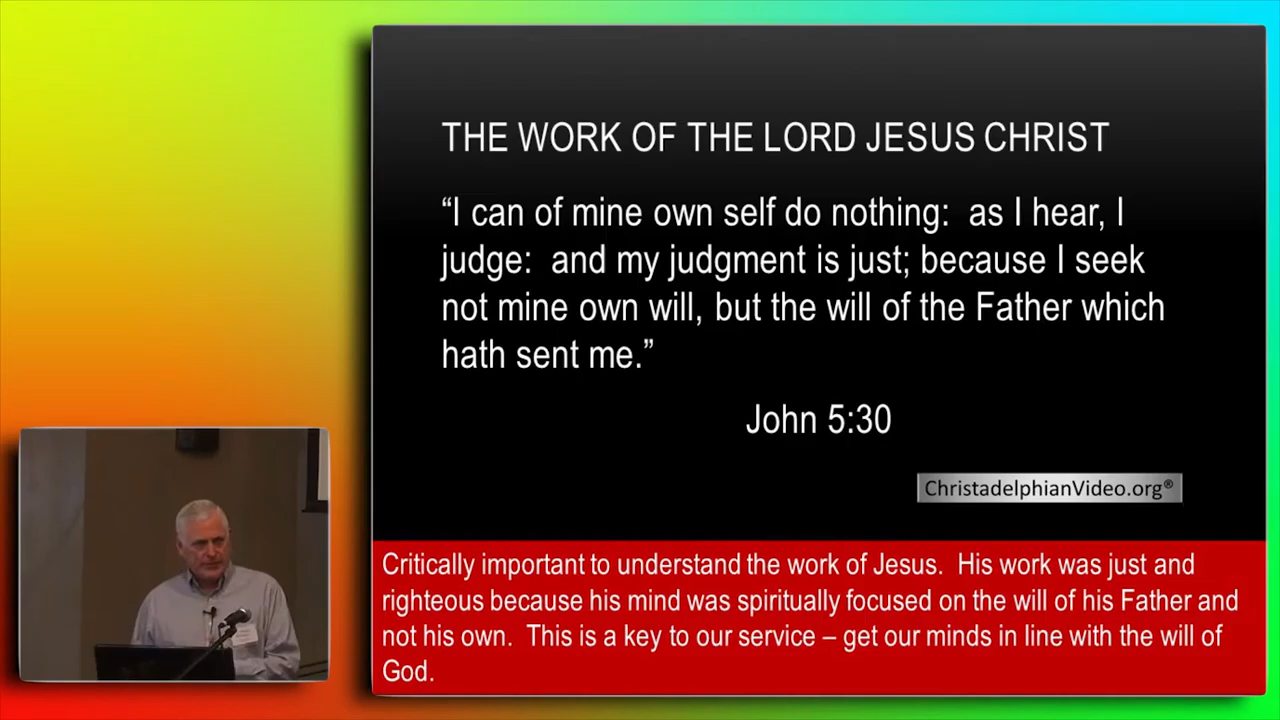 THE WORK OF THE LORD JESUS CHRIST
“I can of mine own self do nothing:  as I hear, I
judge:  and my judgment is just; because I seek
not mine own will, but the will of the Father which
hath sent me.”
John 5:30
ChristadelphianVideo.org®
Critically important to understand the work of Jesus.  His work was just and
righteous because his mind was spiritually focused on the will of his Father and
not his own.  This is a key to our service – get our minds in line with the will of
God.